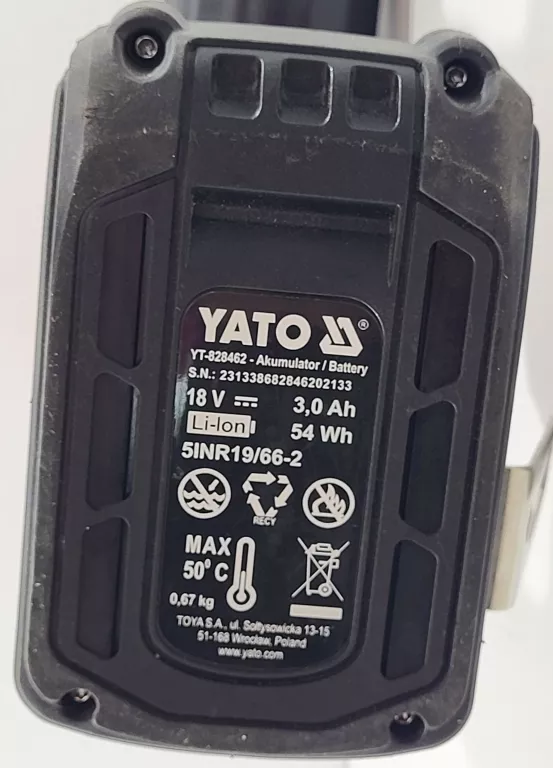 YATO ®
YT-828462 - Akumulator / Battery
S.N.: 231338682846202133
18 V 3,0 Ah
Li-Ion 54 Wh
5INR19/66-2
RECY
MAX
50⁰ C
0,67 kg
TOYA S.A., ul. Sołtysowicka 13-15
51-168 Wrocław, Poland
www.yato.com